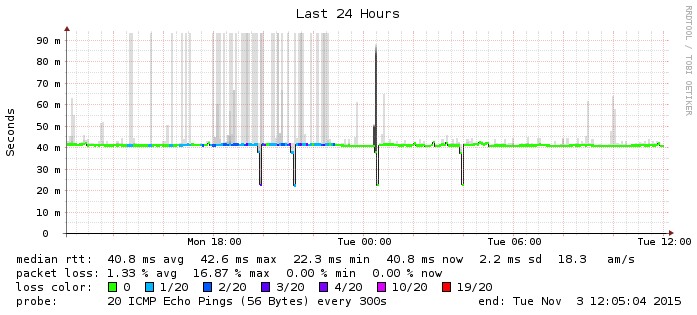 Last 24 Hours
RRDTOOL / TOBI OETIKER
Seconds
90 m
80 m
70 m
60 m
50 m
40 m
30 m
20 m
10 m
0
Mon 18:00 Tue 00:00 Tue 06:00 Tue 12:00
median rtt: 40.8 ms avg 42.6 ms max 22.3 ms min 40.8 ms now 2.2 ms sd 18.3 am/s
packet loss: 1.33 % avg 16.87 % max 0.00 % min 0.00 % now
loss color: 0 1/20 2/20 3/20 4/20 10/20 19/20
probe: 20 ICMP Echo Pings (56 Bytes) every 300s end: Tue Nov 3 12:05:04 2015